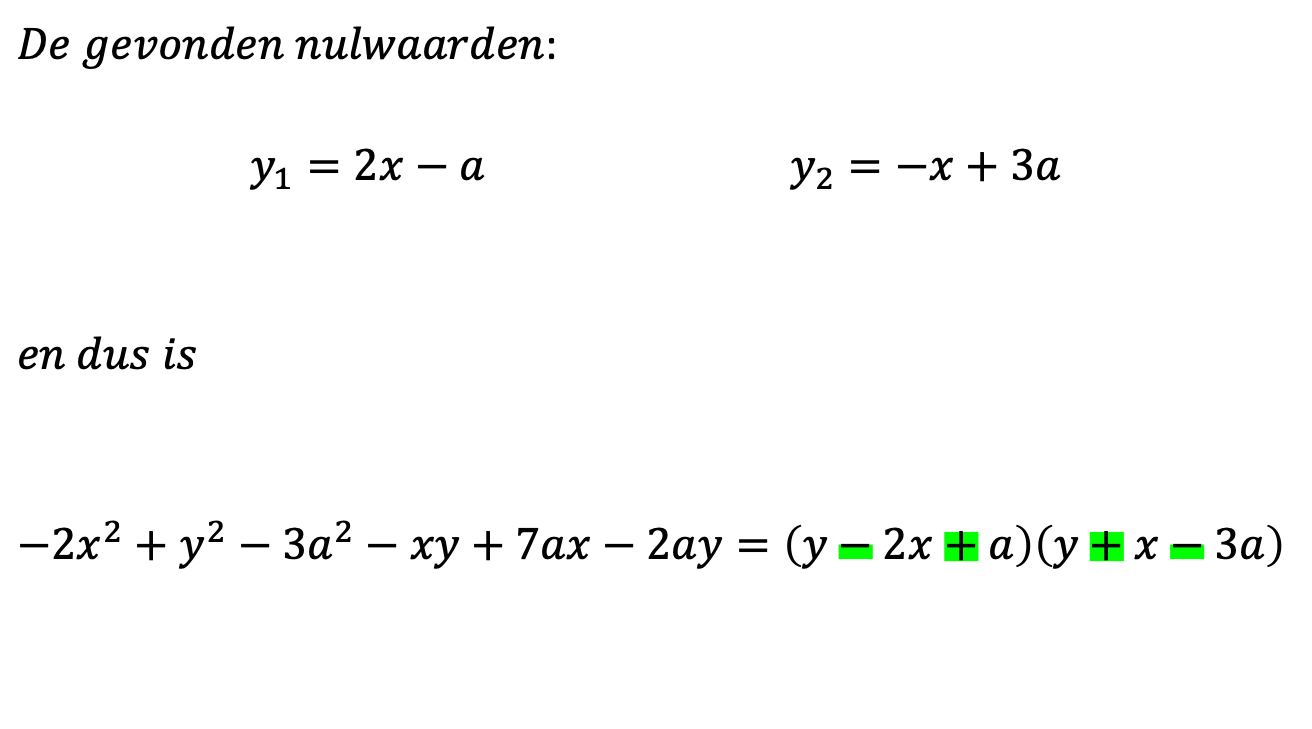 De gevonden nulwaarden:
y₁ = 2x − a y₂ = −x + 3a
en dus is
−2x² + y² − 3a² − xy + 7ax − 2ay = (y − 2x + a)(y + x − 3a)